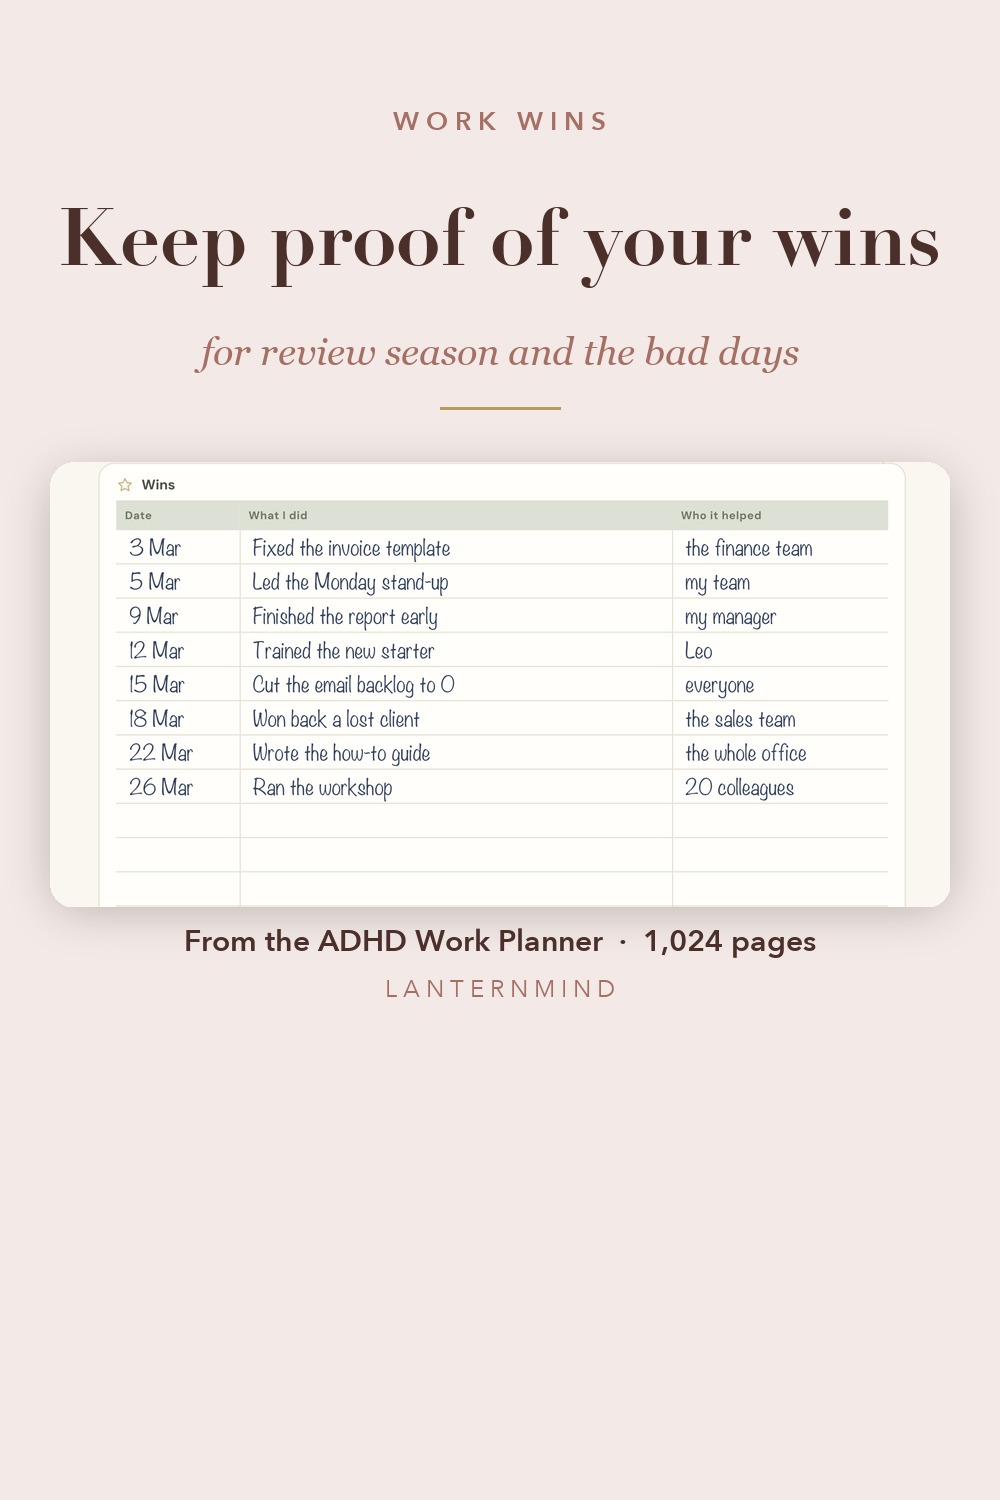 WORK WINS
Keep proof of your wins
for review season and the bad days
Wins
Date What I did Who it helped
3 Mar Fixed the invoice template the finance team
5 Mar Led the Monday stand-up my team
9 Mar Finished the report early my manager
12 Mar Trained the new starter Leo
15 Mar Cut the email backlog to 0 everyone
18 Mar Won back a lost client the sales team
22 Mar Wrote the how-to guide the whole office
26 Mar Ran the workshop 20 colleagues
From the ADHD Work Planner · 1,024 pages
LANTERNMIND